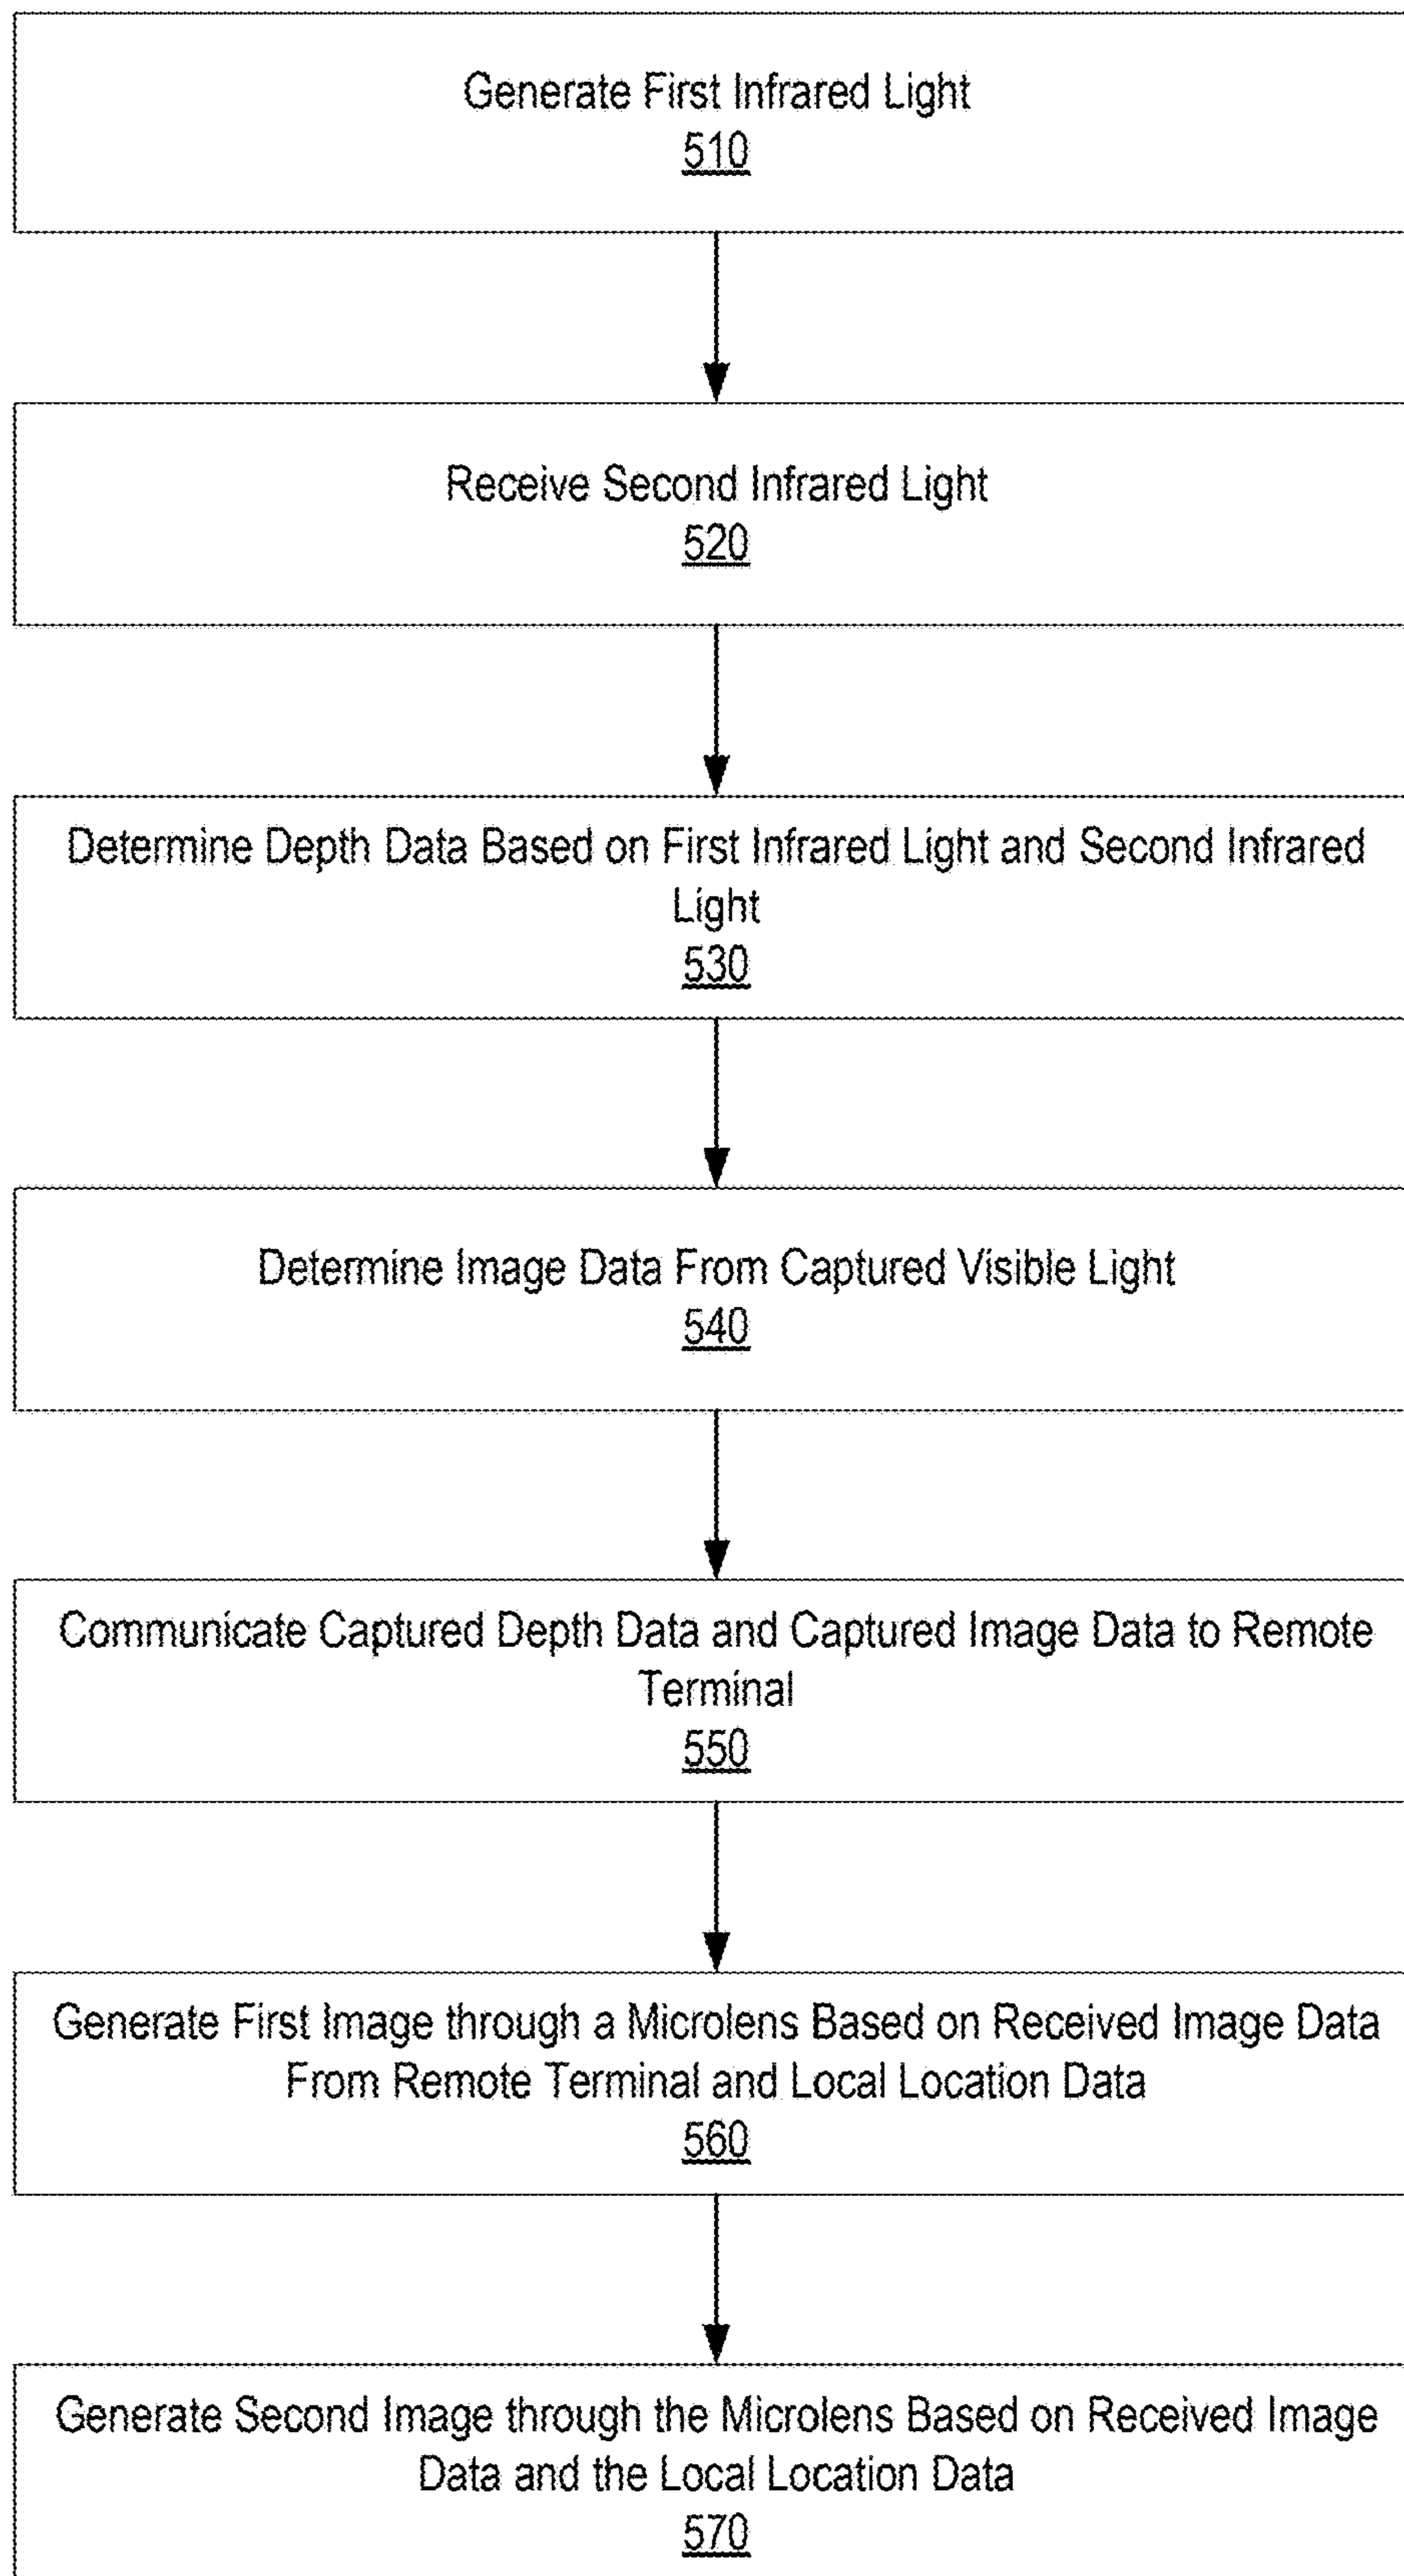 Generate First Infrared Light
510
Receive Second Infrared Light
520
Determine Depth Data Based on First Infrared Light and Second Infrared
Light
530
Determine Image Data From Captured Visible Light
540
Communicate Captured Depth Data and Captured Image Data to Remote
Terminal
550
Generate First Image through a Microlens Based on Received Image Data
From Remote Terminal and Local Location Data
560
Generate Second Image through the Microlens Based on Received Image
Data and the Local Location Data
570